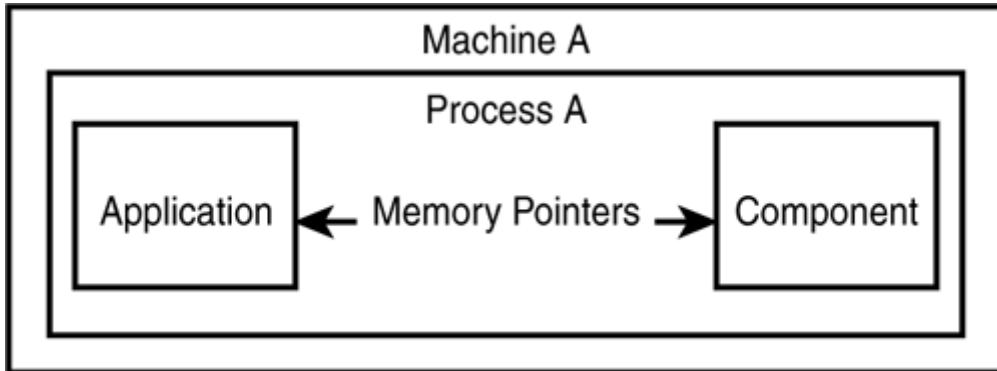 Machine A
Process A
Application
Memory Pointers
Component